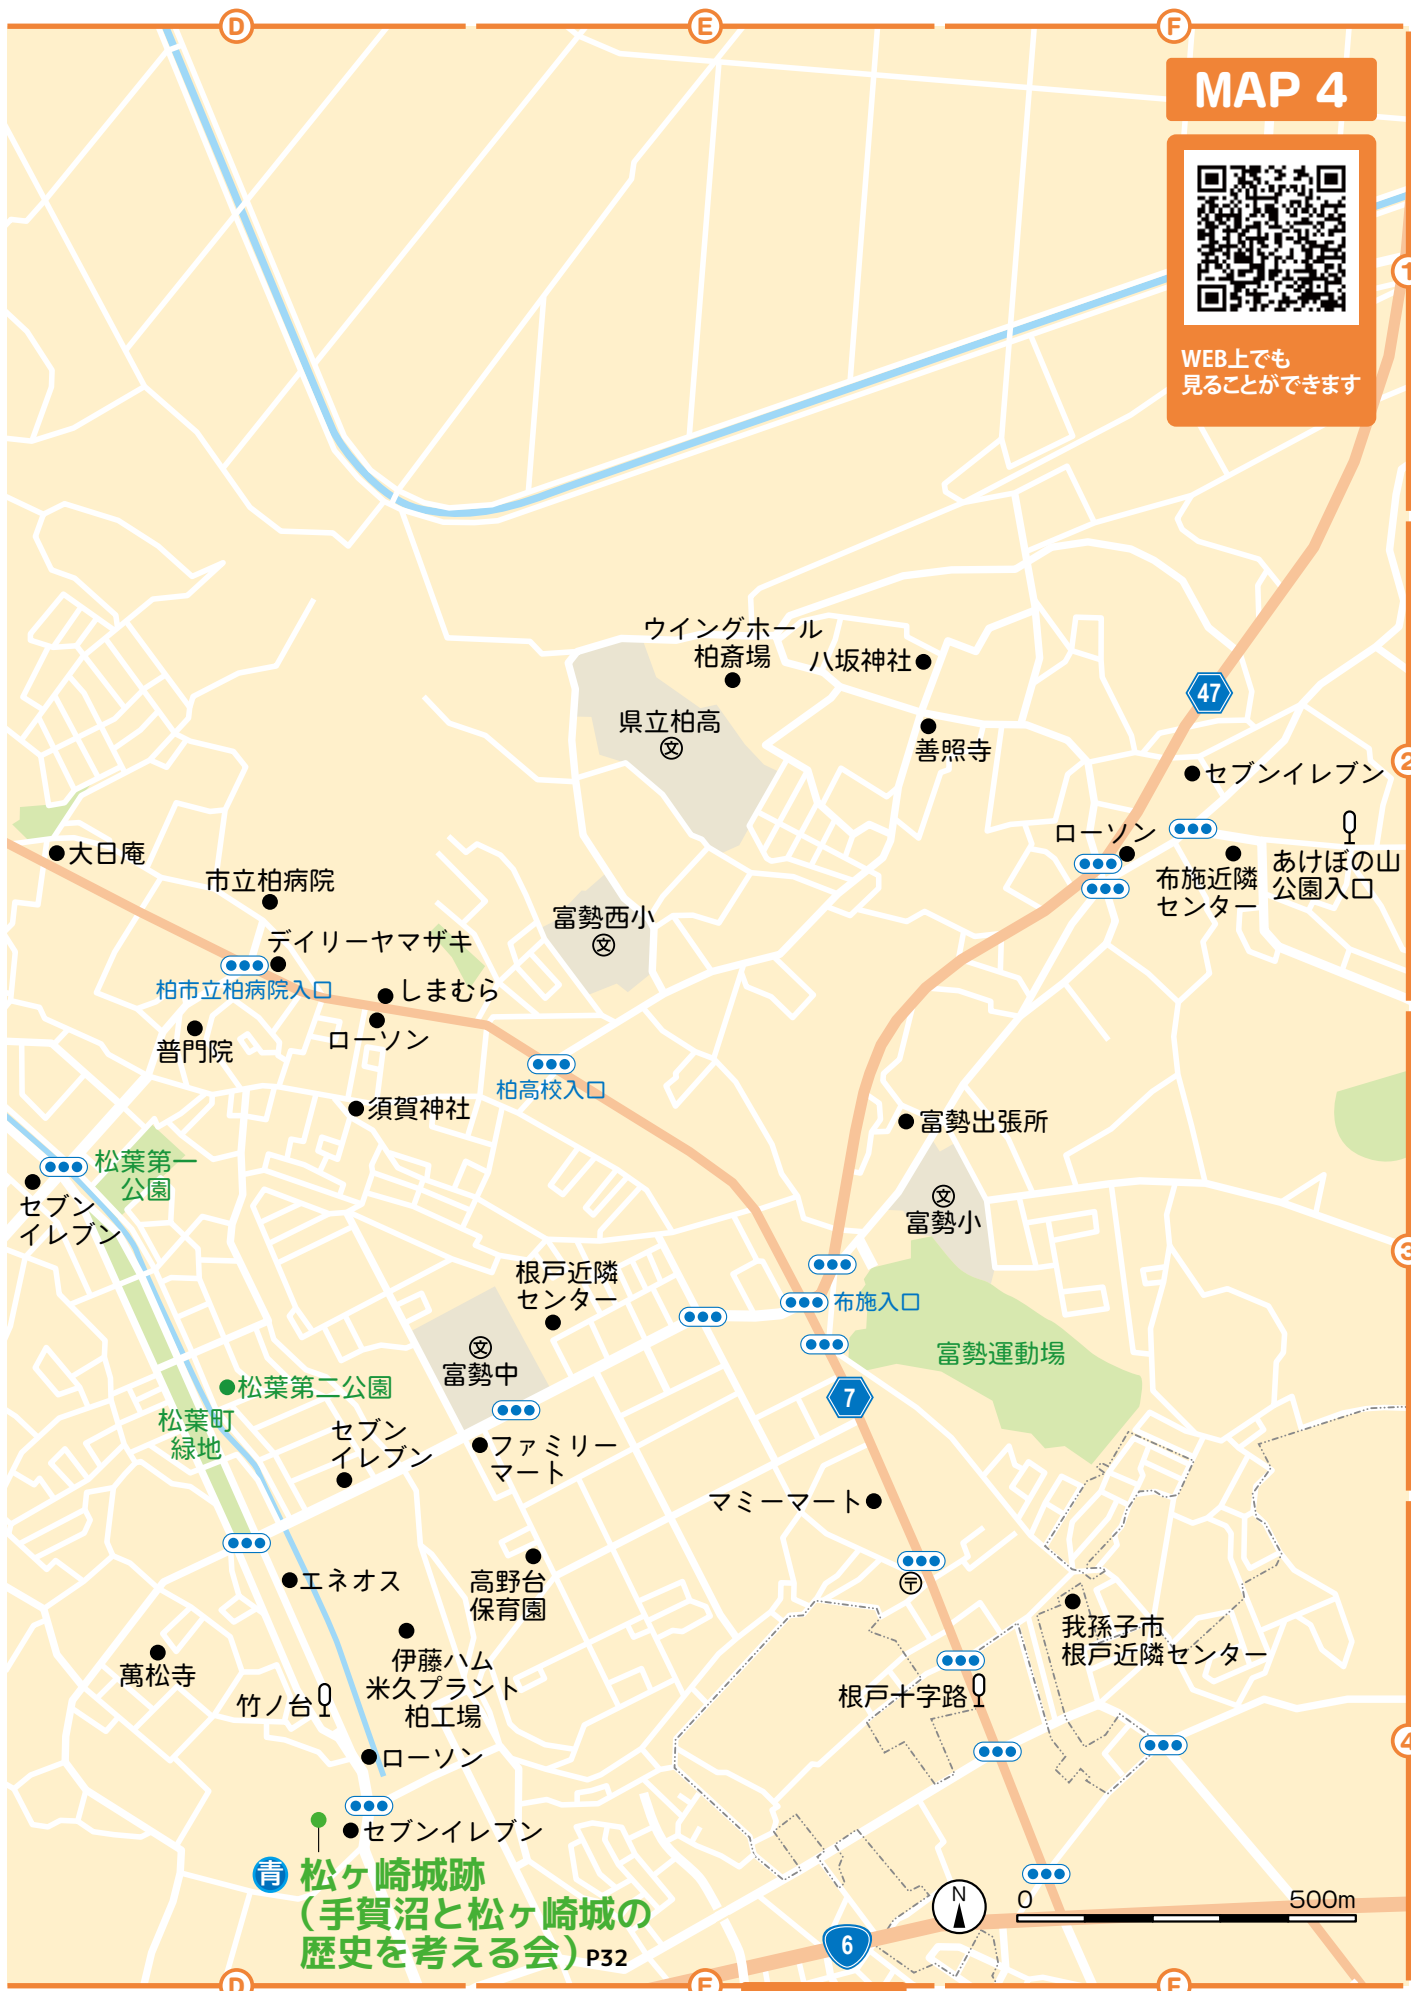 D
E
F
MAP 4
WEB上でも
見ることができます
1
ウイングホール
柏斎場
八坂神社
47
県立柏高
文
善照寺
2
セブンイレブン
ローソン
大日庵
あけぼの山
公園入口
布施近隣
センター
市立柏病院
富勢西小
文
デイリーヤマザキ
柏市立柏病院入口
しまむら
ローソン
普門院
柏高校入口
須賀神社
富勢出張所
松葉第一
公園
セブン
イレブン
文
富勢小
3
根戸近隣
センター
布施入口
富勢運動場
文
富勢中
松葉第二公園
7
松葉町
緑地
セブン
イレブン
ファミリー
マート
マミーマート
エネオス
高野台
保育園
〒
我孫子市
根戸近隣センター
萬松寺
伊藤ハム
米久プラント
柏工場
竹ノ台
根戸十字路
ローソン
4
セブンイレブン
青 松ヶ崎城跡
（手賀沼と松ヶ崎城の
歴史を考える会）P32
N
0 500m
6
D
E
F